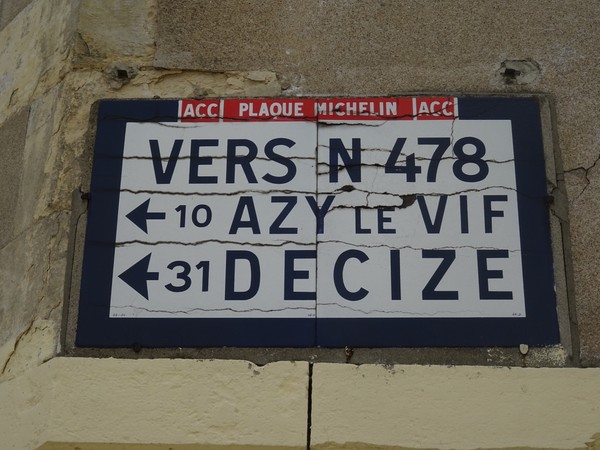 ACC PLAQUE MICHELIN ACC
VERS N 478
← 10 AZY LE VIF
← 31 DECIZE